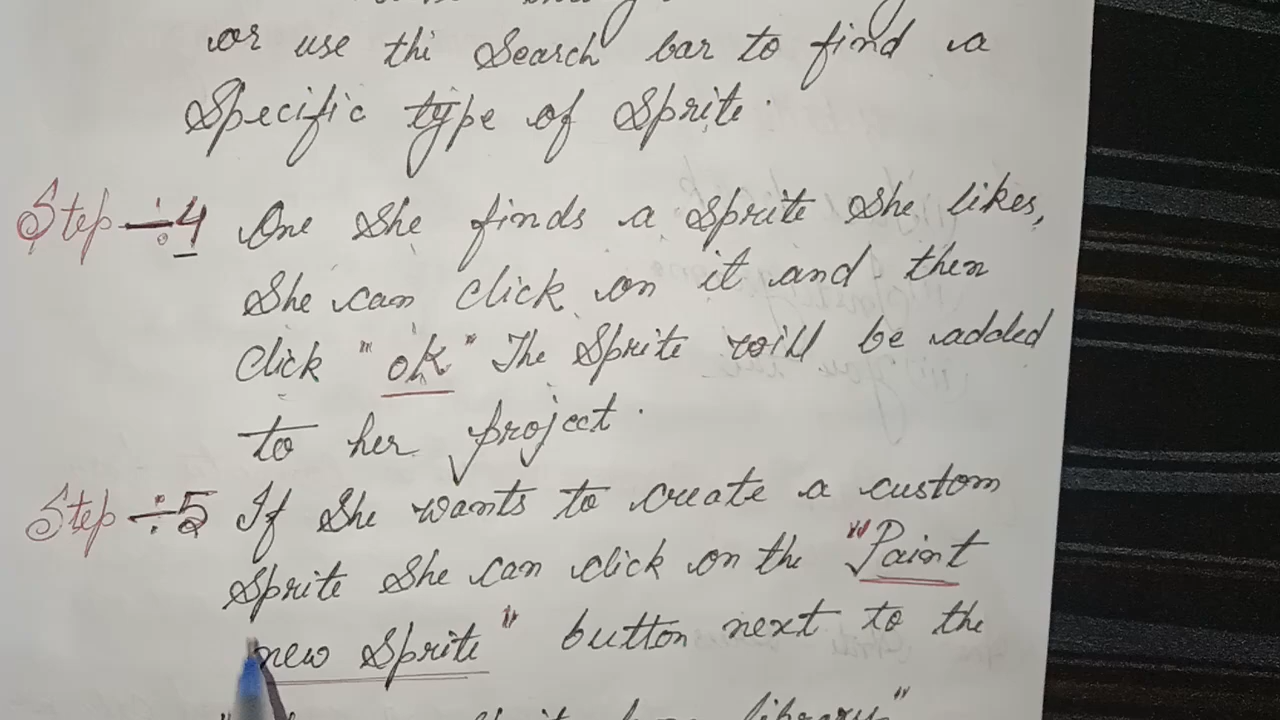 or use thi Search bar to find a
Specific type of Sprite.
Step ÷ 4 One She finds a Sprite She likes,
She can click on it and then
Click "ok" The Sprite will be added
to her project.
Step ÷ 5 If She wants to create a custom
Sprite She can click on the "Paint
new Sprite" button next to the
library"